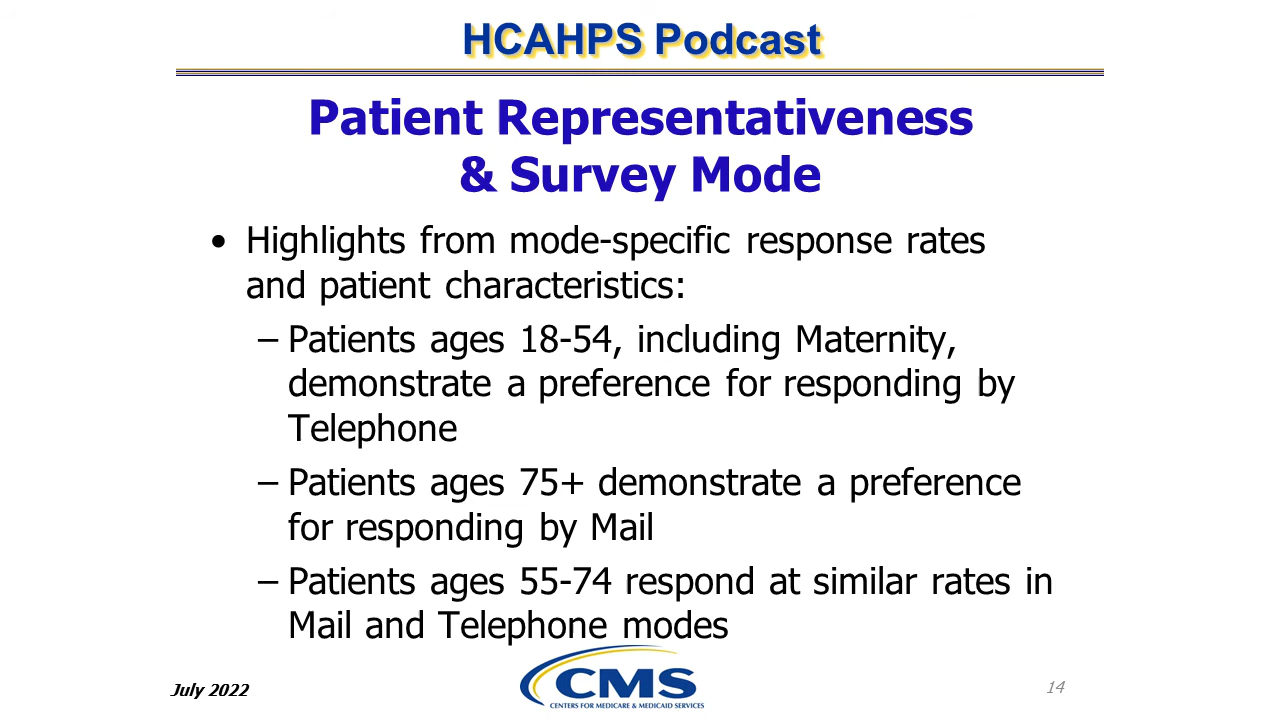 HCAHPS Podcast
Patient Representativeness
& Survey Mode
• Highlights from mode-specific response rates
and patient characteristics:
– Patients ages 18-54, including Maternity,
demonstrate a preference for responding by
Telephone
– Patients ages 75+ demonstrate a preference
for responding by Mail
– Patients ages 55-74 respond at similar rates in
Mail and Telephone modes
July 2022
CMS
CENTERS FOR MEDICARE & MEDICAID SERVICES
14